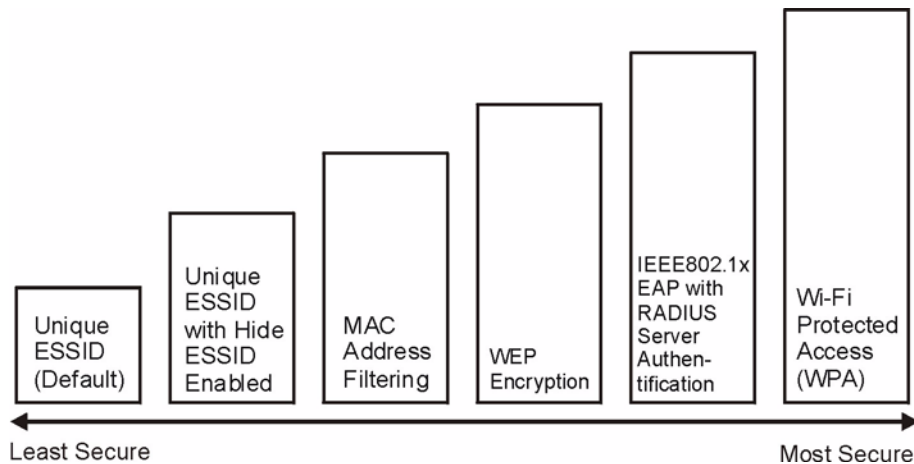 Unique
ESSID
(Default)
Unique
ESSID
with Hide
ESSID
Enabled
MAC
Address
Filtering
WEP
Encryption
IEEE802.1x
EAP with
RADIUS
Server
Authen-
tification
Wi-Fi
Protected
Access
(WPA)
Least Secure
Most Secure